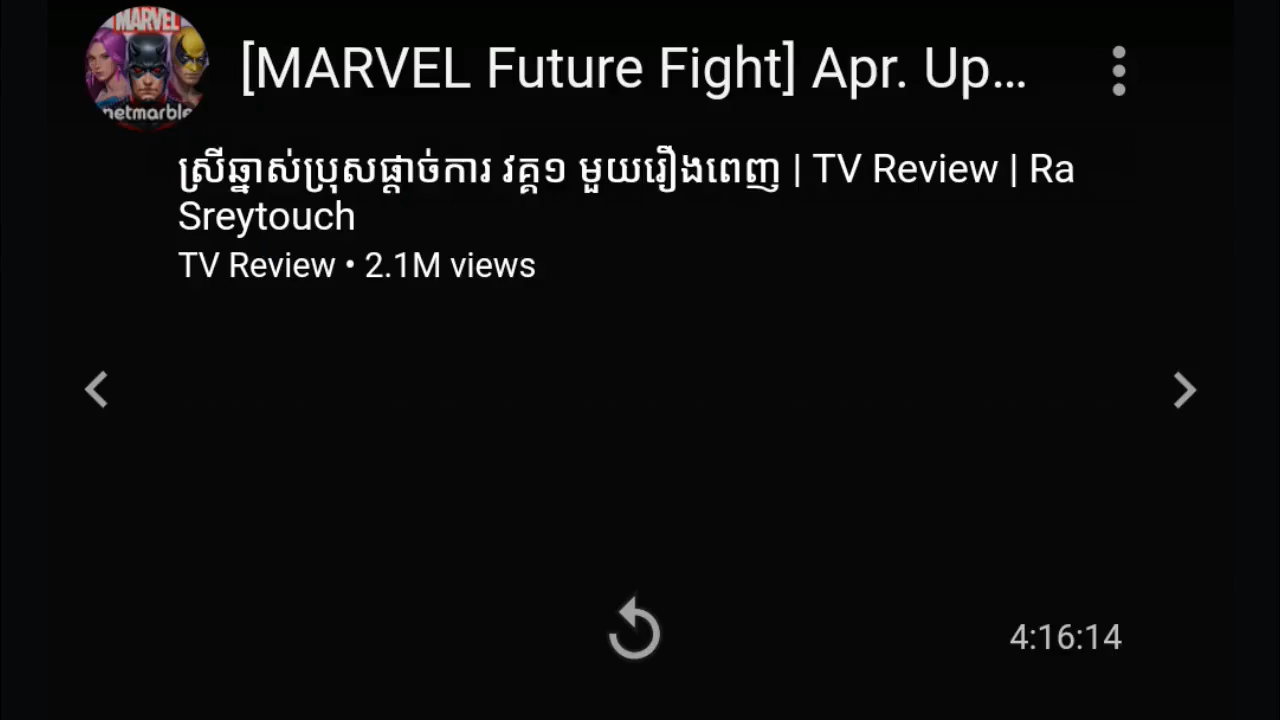 MARVEL
netmarble
[MARVEL Future Fight] Apr. Up...
ស្រីឆ្នាស់ប្រុសផ្តាច់ការ វគ្គ១ មួយរឿងពេញ | TV Review | Ra
Sreytouch
TV Review • 2.1M views
4:16:14